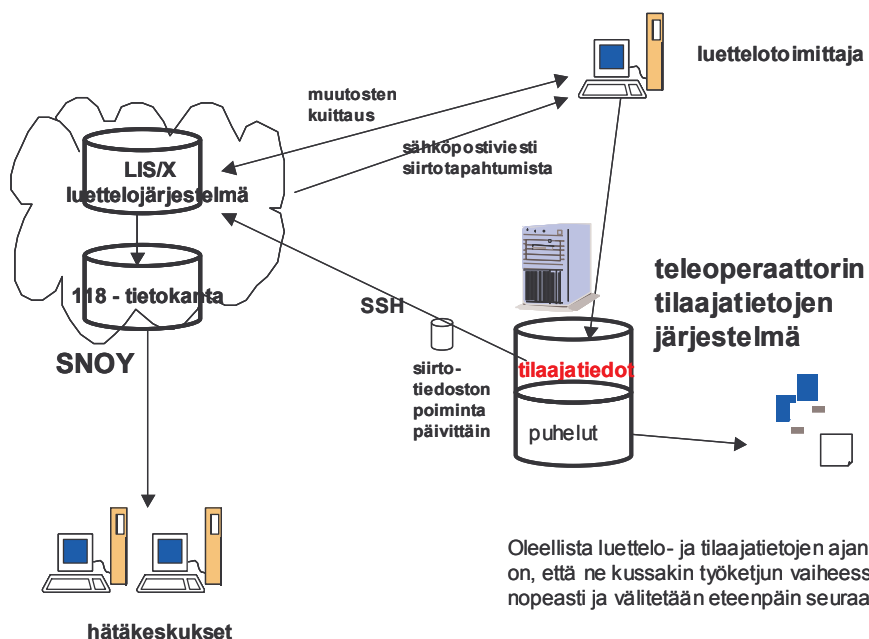 luettelotoimittaja
muutosten
kuittaus
sähköpostiviesti
siirtotapahtumista
LIS/X
luettelojärjestelmä
118 - tietokanta
SNOY
SSH
siirto-
tiedoston
poiminta
päivittäin
teleoperaattorin
tilaajatietojen
järjestelmä
tilaajatiedot
puhelut
hätäkeskukset
Oleellista luettelo- ja tilaajatietojen ajan
on, että ne kussakin työketjun vaiheess
nopeasti ja välitetään eteenpäin seuraa